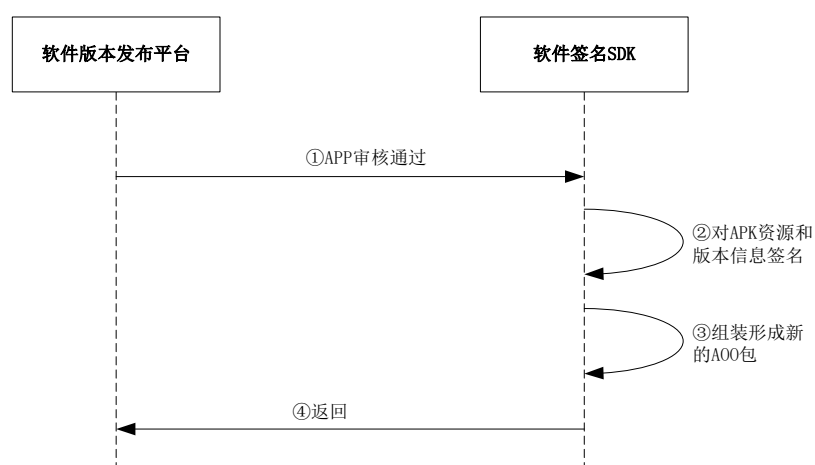 软件版本发布平台
软件签名SDK
①APP审核通过
②对APK资源和
版本信息签名
③组装形成新
的AOO包
④返回